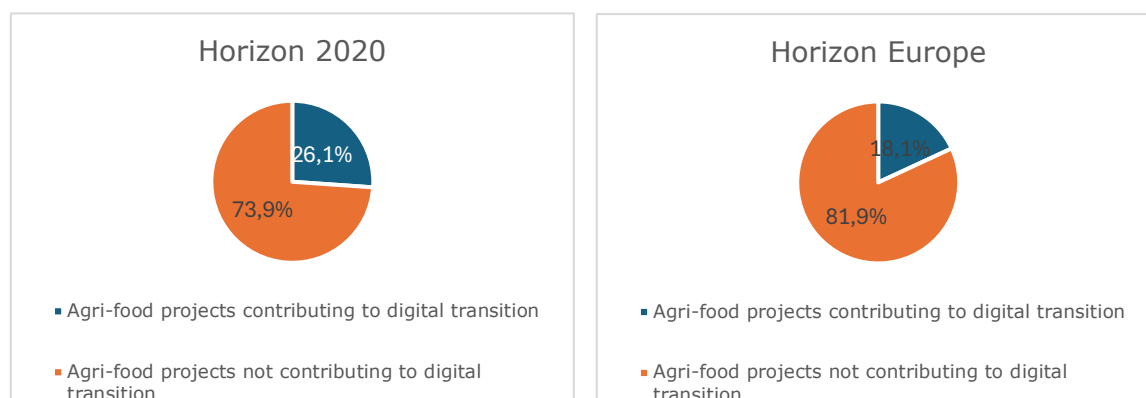 Horizon 2020
26,1%
73,9%
Agri-food projects contributing to digital transition
Agri-food projects not contributing to digital
transition
Horizon Europe
18,1%
81,9%
Agri-food projects contributing to digital transition
Agri-food projects not contributing to digital
transition